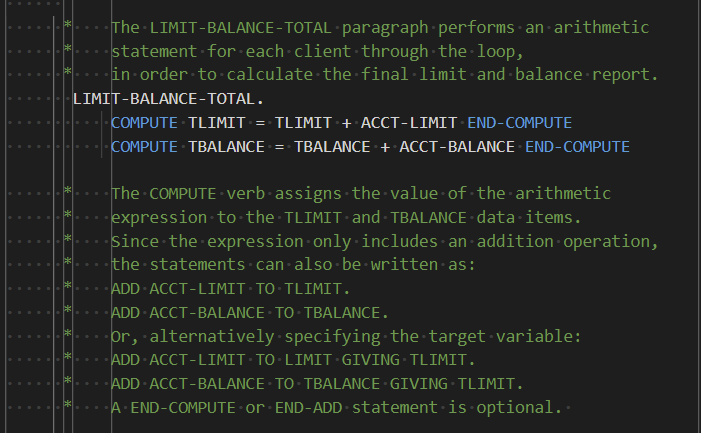 * The LIMIT-BALANCE-TOTAL paragraph performs an arithmetic
* statement for each client through the loop,
* in order to calculate the final limit and balance report.
LIMIT-BALANCE-TOTAL.
COMPUTE TLIMIT = TLIMIT + ACCT-LIMIT END-COMPUTE
COMPUTE TBALANCE = TBALANCE + ACCT-BALANCE END-COMPUTE
* The COMPUTE verb assigns the value of the arithmetic
* expression to the TLIMIT and TBALANCE data items.
* Since the expression only includes an addition operation,
* the statements can also be written as:
* ADD ACCT-LIMIT TO TLIMIT.
* ADD ACCT-BALANCE TO TBALANCE.
* Or, alternatively specifying the target variable:
* ADD ACCT-LIMIT TO LIMIT GIVING TLIMIT.
* ADD ACCT-BALANCE TO TBALANCE GIVING TLIMIT.
* A END-COMPUTE or END-ADD statement is optional.